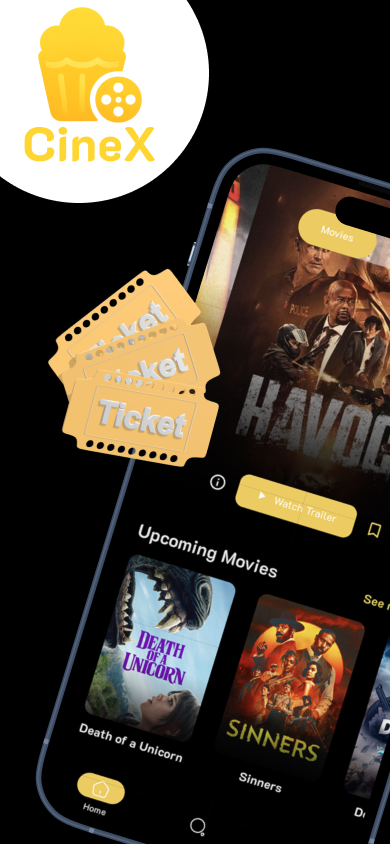 CineX
Movies
POLICE
HAVOC
Ticket
Ticket
Ticket
Watch Trailer
Upcoming Movies
See
DEATH
OF A
UNICORN
SINNERS
Death of a Unicorn
Sinners
D
Home